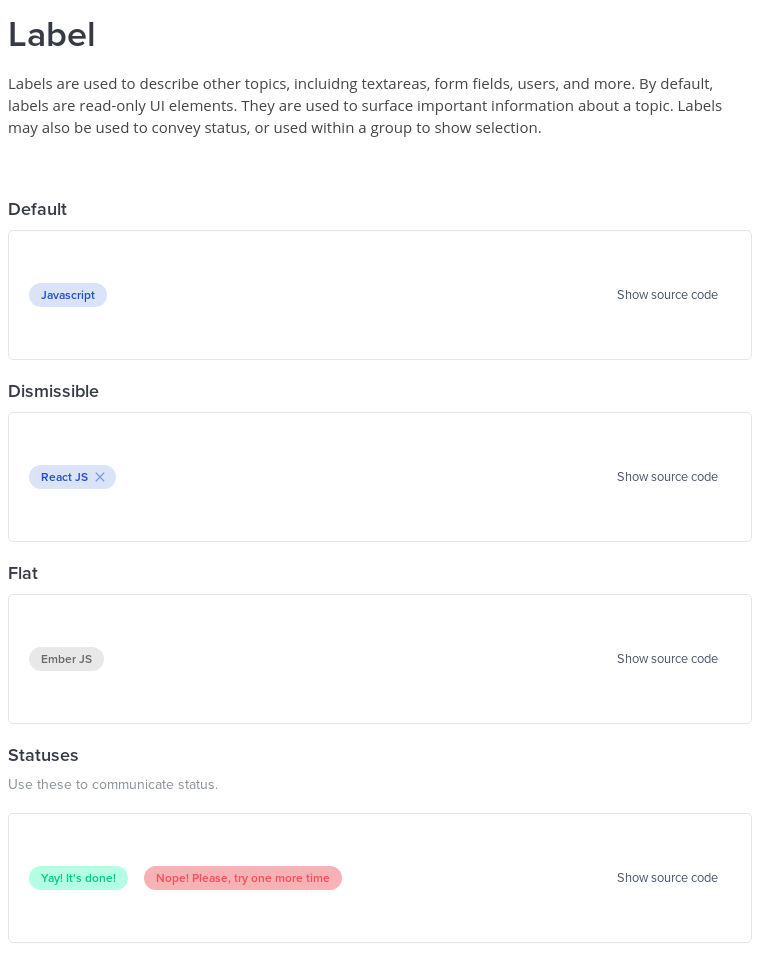 Label
Labels are used to describe other topics, incluidng textareas, form fields, users, and more. By default,
labels are read-only UI elements. They are used to surface important information about a topic. Labels
may also be used to convey status, or used within a group to show selection.
Default
Javascript
Show source code
Dismissible
React JS
Show source code
Flat
Ember JS
Show source code
Statuses
Use these to communicate status.
Yay! It's done!
Nope! Please, try one more time
Show source code